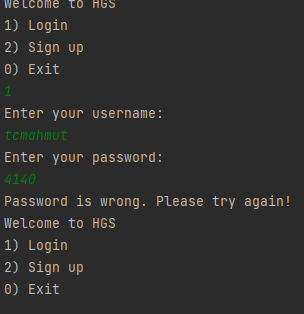 Welcome to HGS
1) Login
2) Sign up
0) Exit
1
Enter your username:
tcmahmut
Enter your password:
4140
Password is wrong. Please try again!
Welcome to HGS
1) Login
2) Sign up
0) Exit